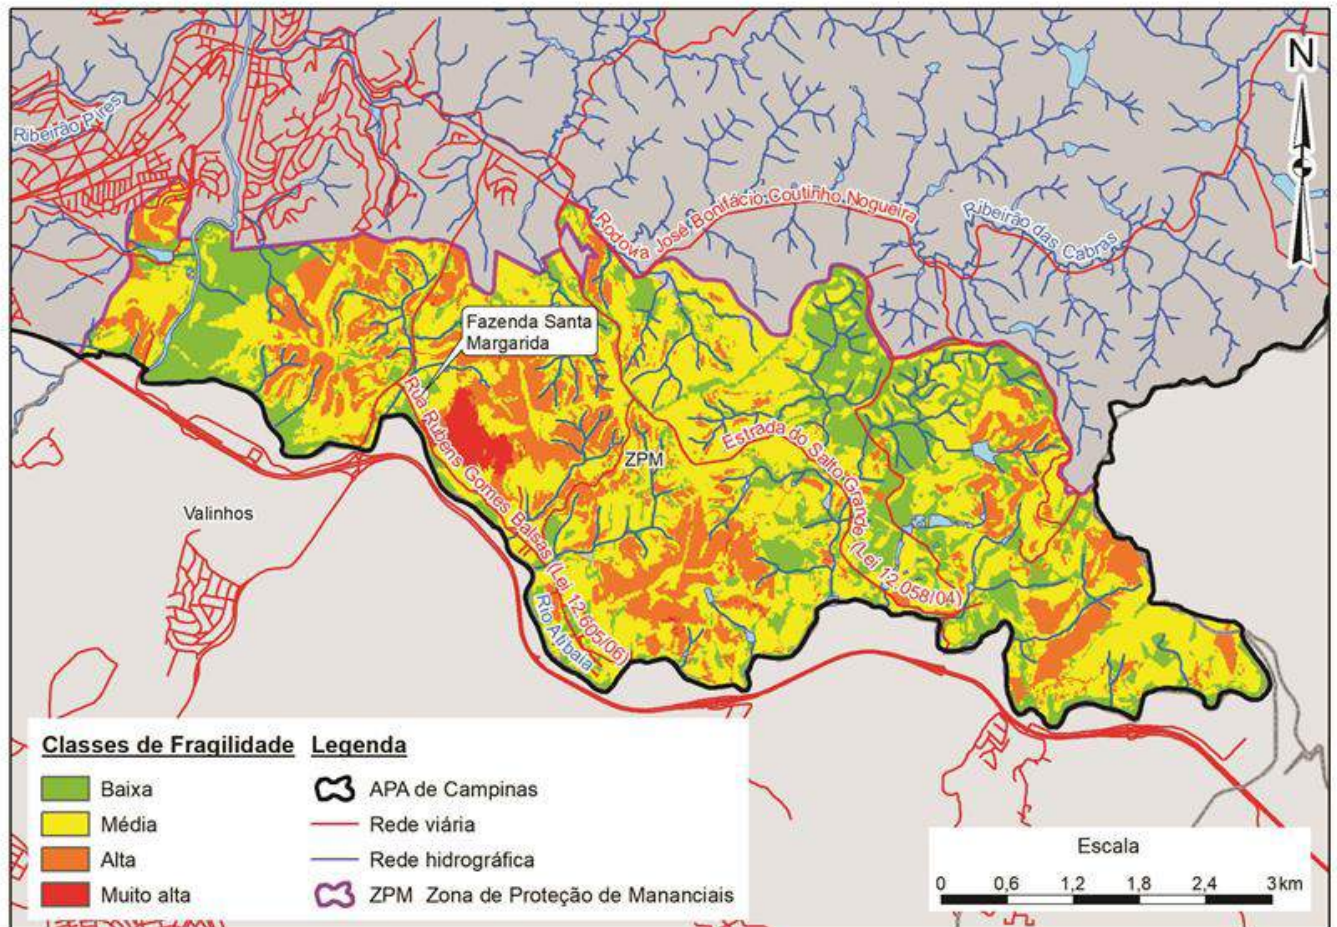 N
Ribeirão Pires
Rodovia José Bonifácio Coutinho Nogueira
Ribeirão das Cabras
Fazenda Santa
Margarida
Rua Rubens Gomes Balsas (Lei 12.605/06)
ZPM
Estrada do Salto Grande (Lei 12.058/04)
Valinhos
Rio Atibaia
Classes de Fragilidade
Baixa
Média
Alta
Muito alta
Legenda
APA de Campinas
Rede viária
Rede hidrográfica
ZPM Zona de Proteção de Mananciais
Escala
0 0,6 1,2 1,8 2,4 3 km